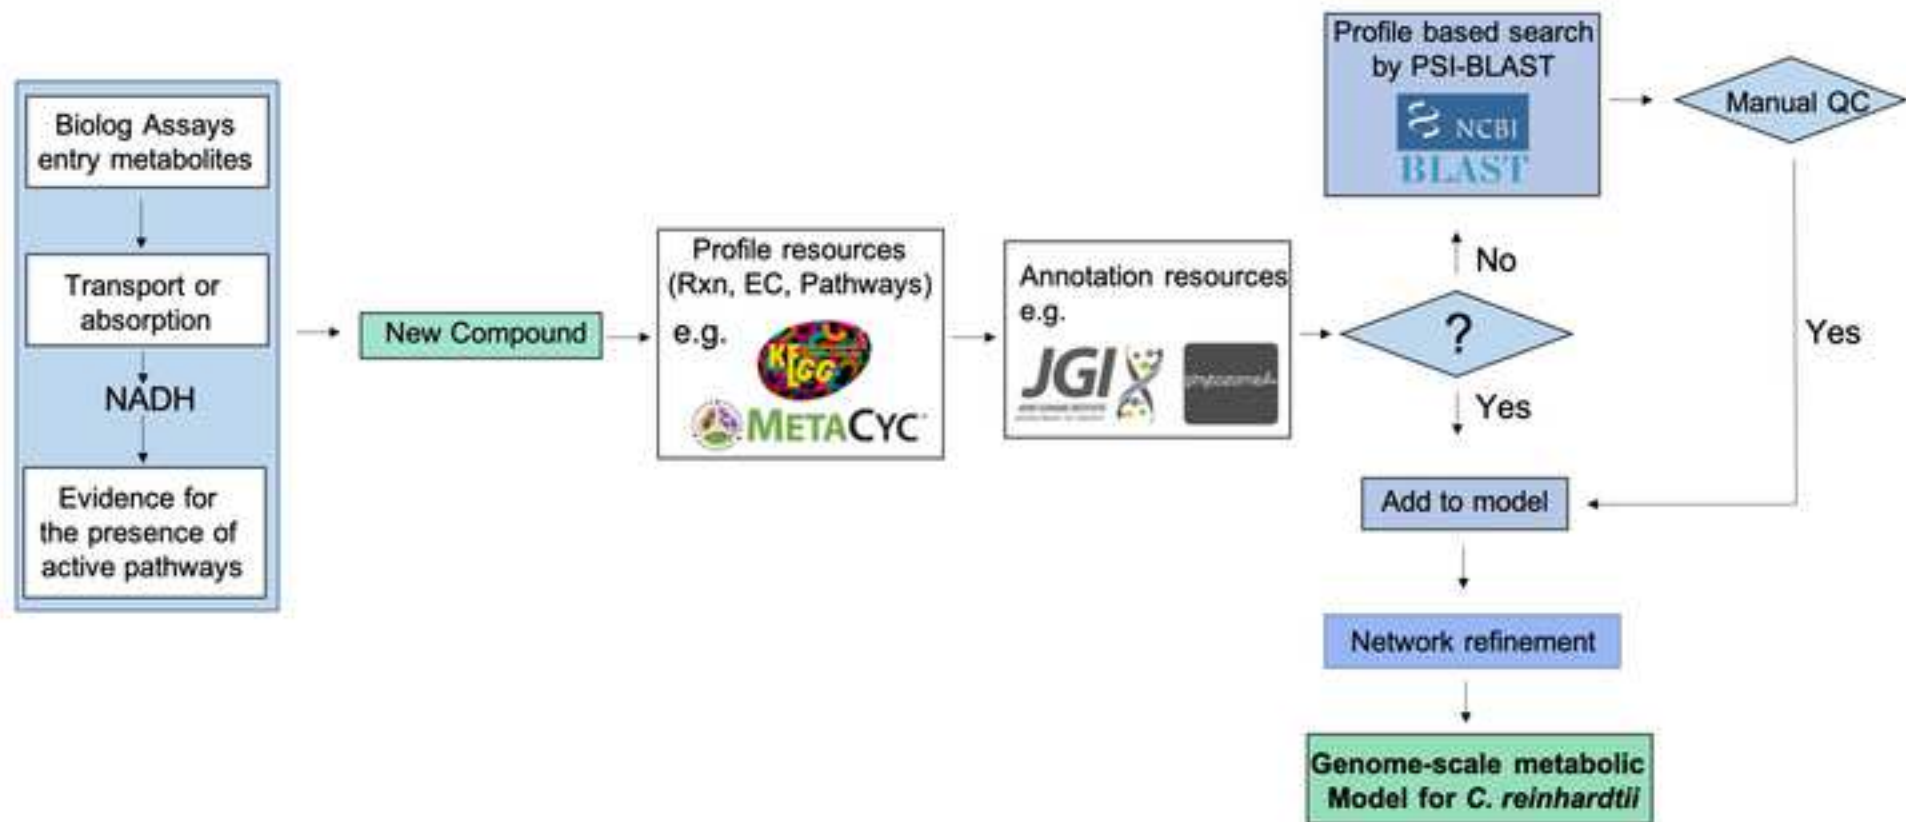 Biolog Assays
entry metabolites
Transport or
absorption
NADH
Evidence for
the presence of
active pathways
New Compound
Profile resources
(Rxn, EC, Pathways)
e.g.
KEGG
METACYC
Annotation resources
e.g.
JGI
?
No
Yes
Profile based search
by PSI-BLAST
NCBI
BLAST
Manual QC
Yes
Add to model
Network refinement
Genome-scale metabolic
Model for C. reinhardtii